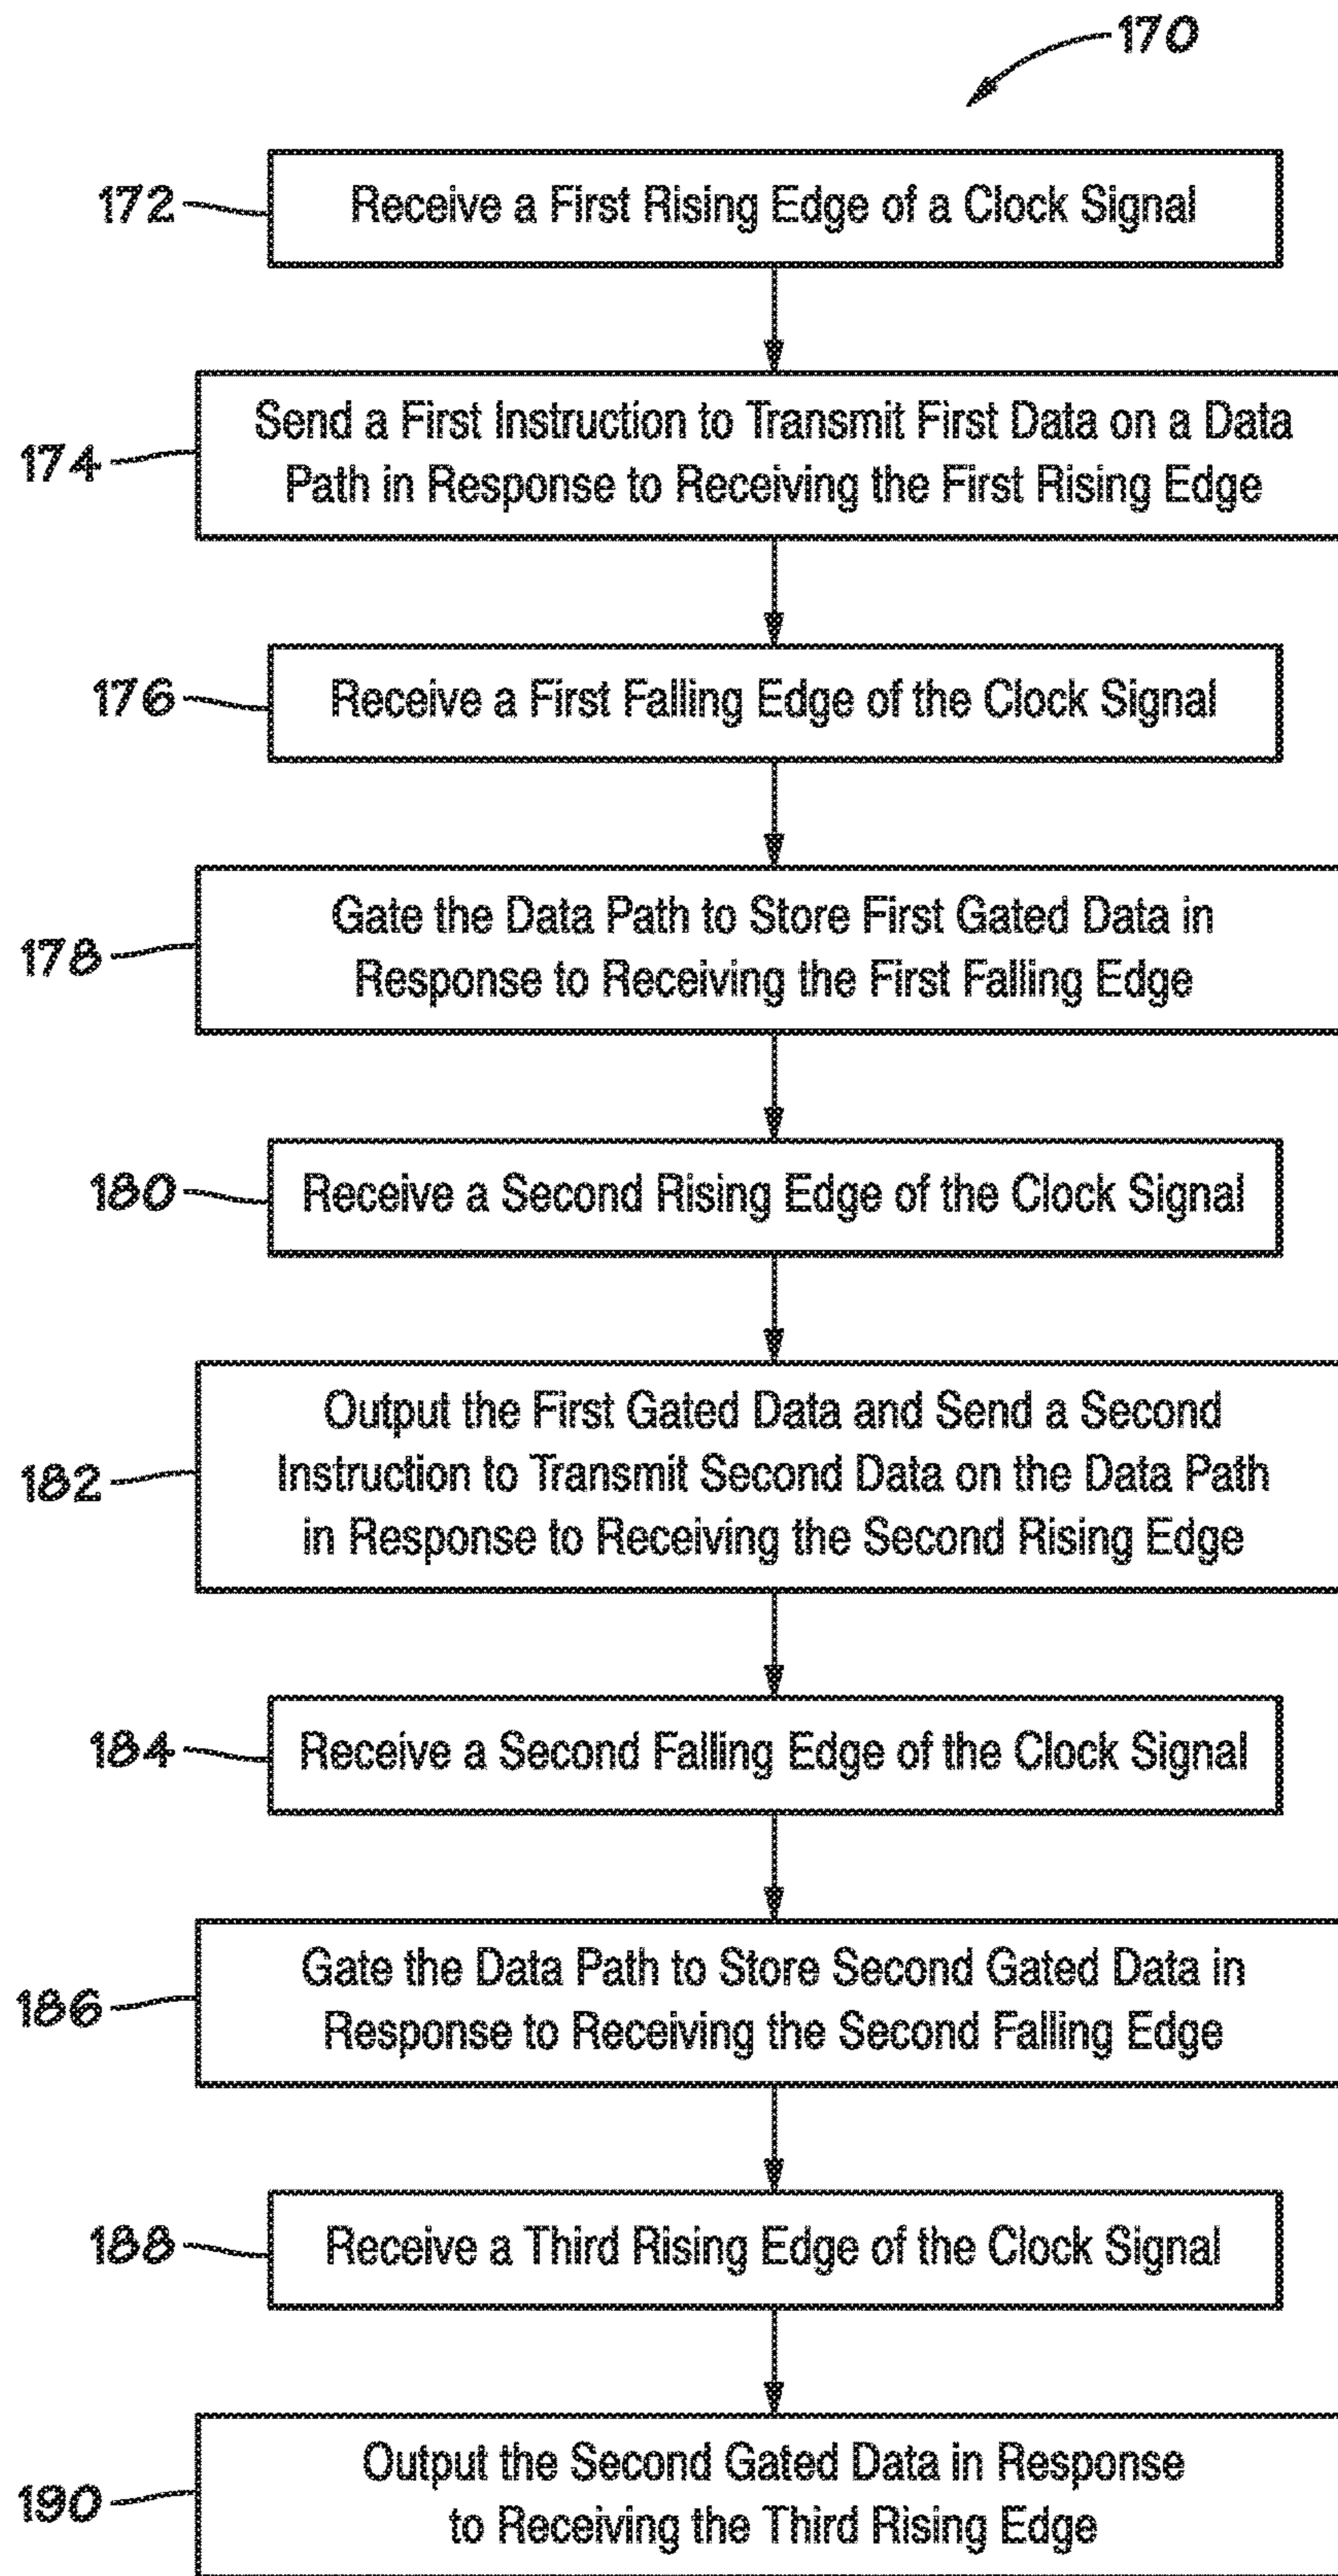 170
172
Receive a First Rising Edge of a Clock Signal
174
Send a First Instruction to Transmit First Data on a Data
Path in Response to Receiving the First Rising Edge
176
Receive a First Falling Edge of the Clock Signal
178
Gate the Data Path to Store First Gated Data in
Response to Receiving the First Falling Edge
180
Receive a Second Rising Edge of the Clock Signal
182
Output the First Gated Data and Send a Second
Instruction to Transmit Second Data on the Data Path
in Response to Receiving the Second Rising Edge
184
Receive a Second Falling Edge of the Clock Signal
186
Gate the Data Path to Store Second Gated Data in
Response to Receiving the Second Falling Edge
188
Receive a Third Rising Edge of the Clock Signal
190
Output the Second Gated Data in Response
to Receiving the Third Rising Edge